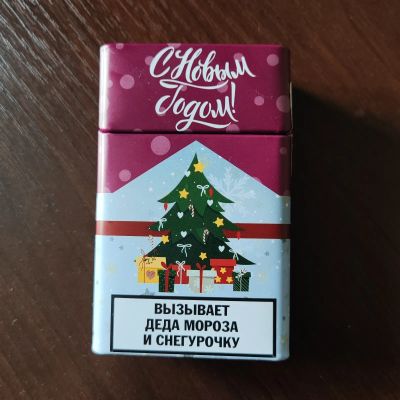 С Новым
Годом!
ВЫЗЫВАЕТ
ДЕДА МОРОЗА
И СНЕГУРОЧКУ